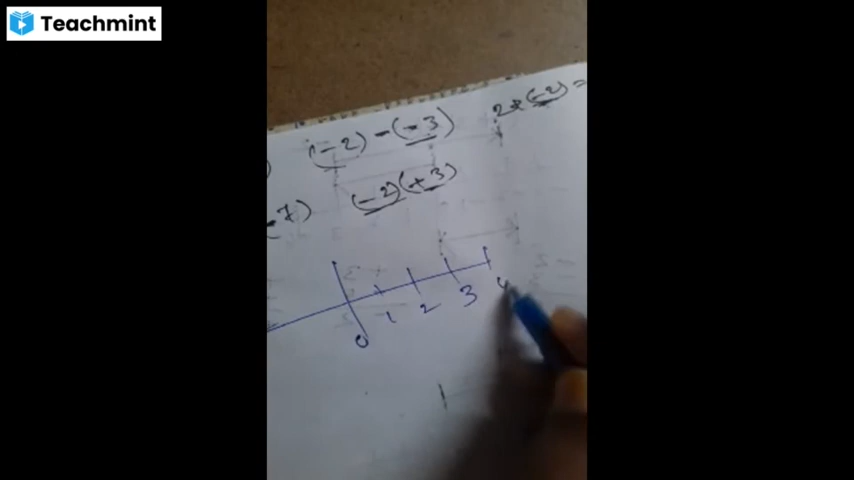 Teachmint
(-2) - (-3)
2*(-2) =
-7)
(-2)(+3)
0 1 2 3 4